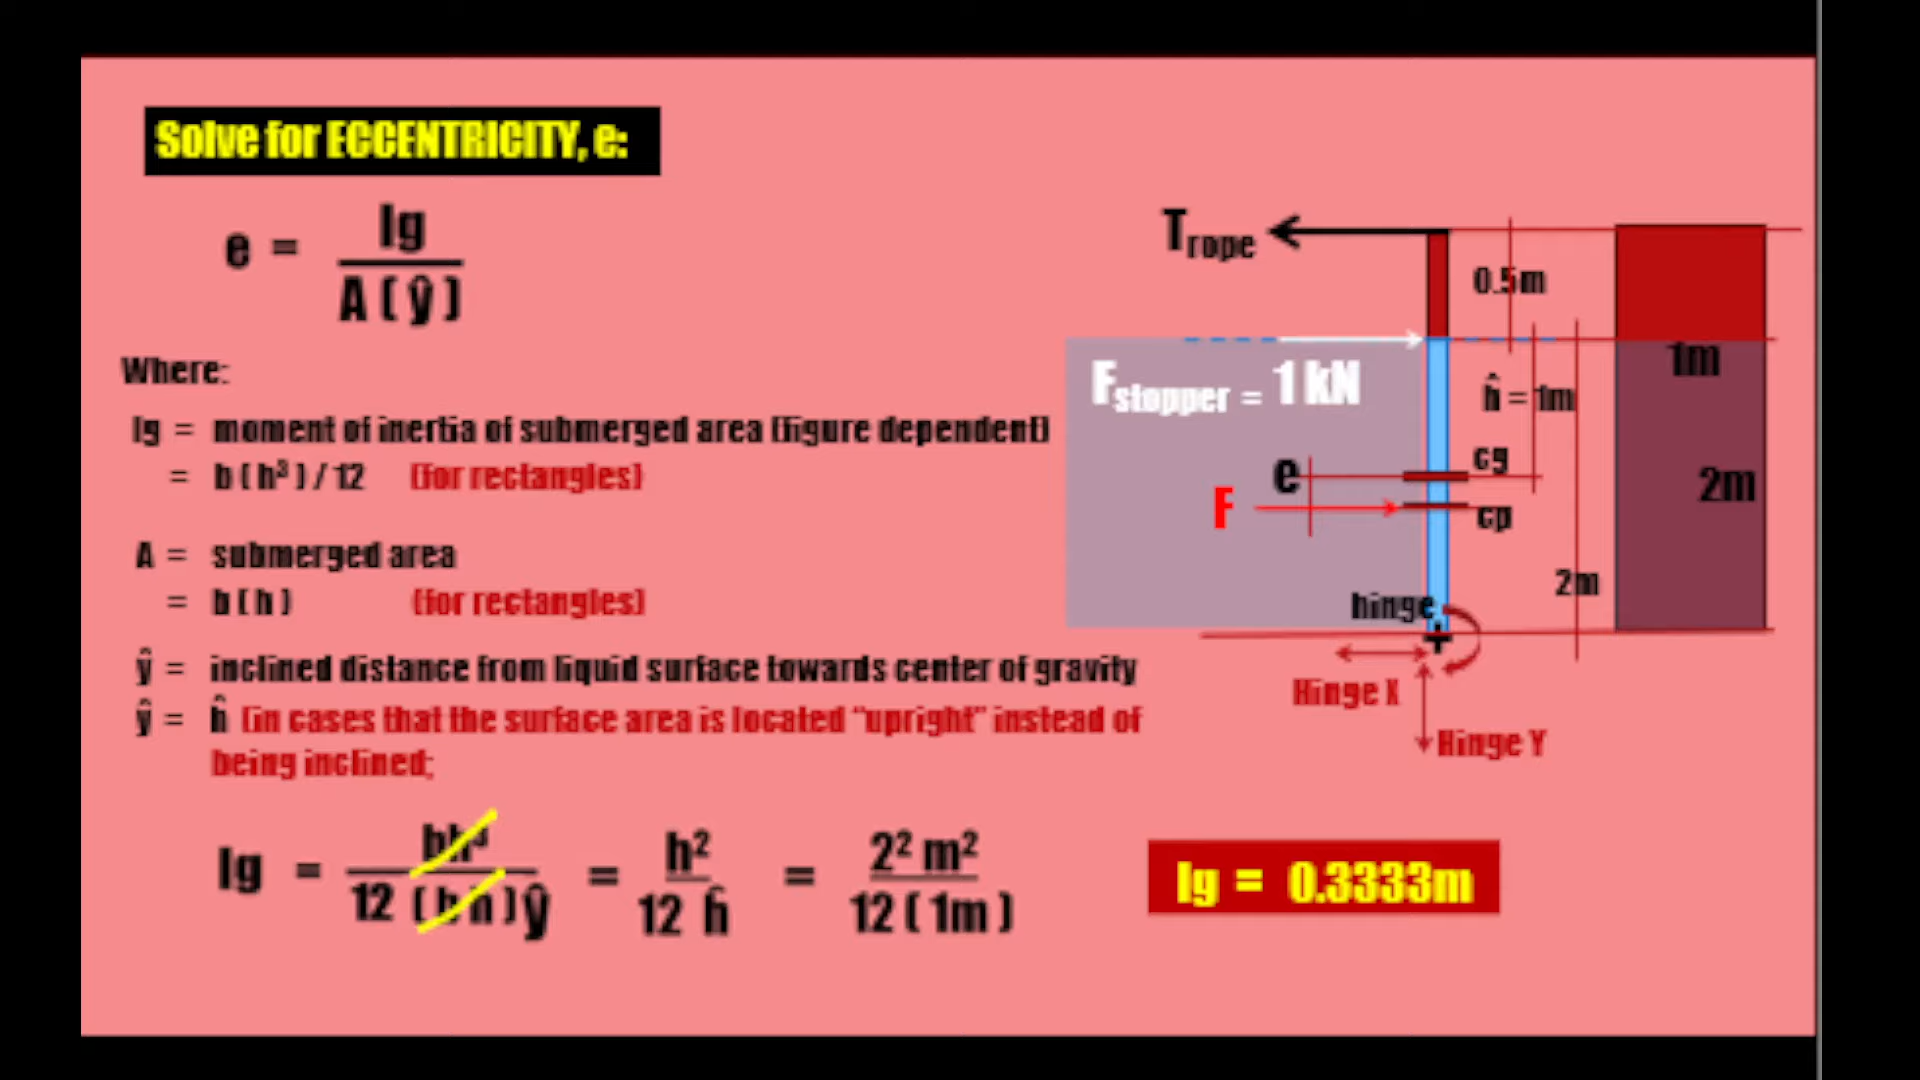 Solve for ECCENTRICITY, e:
e = Ig
A ( ŷ )
Where:
Ig = moment of inertia of submerged area (figure dependent)
= b ( h³ ) / 12 (for rectangles)
A = submerged area
= b ( h ) (for rectangles)
ŷ = inclined distance from liquid surface towards center of gravity
ŷ = ĥ (in cases that the surface area is located “upright” instead of
being inclined;
Ig = bh³ = h² = 2² m²
12 ( b h ) ŷ 12 ĥ 12 ( 1m )
Ig = 0.3333m
Trope
0.5m
1m
Fstopper = 1 kN
ĥ = 1m
cg
e
2m
F
cp
2m
hinge
Hinge X
Hinge Y